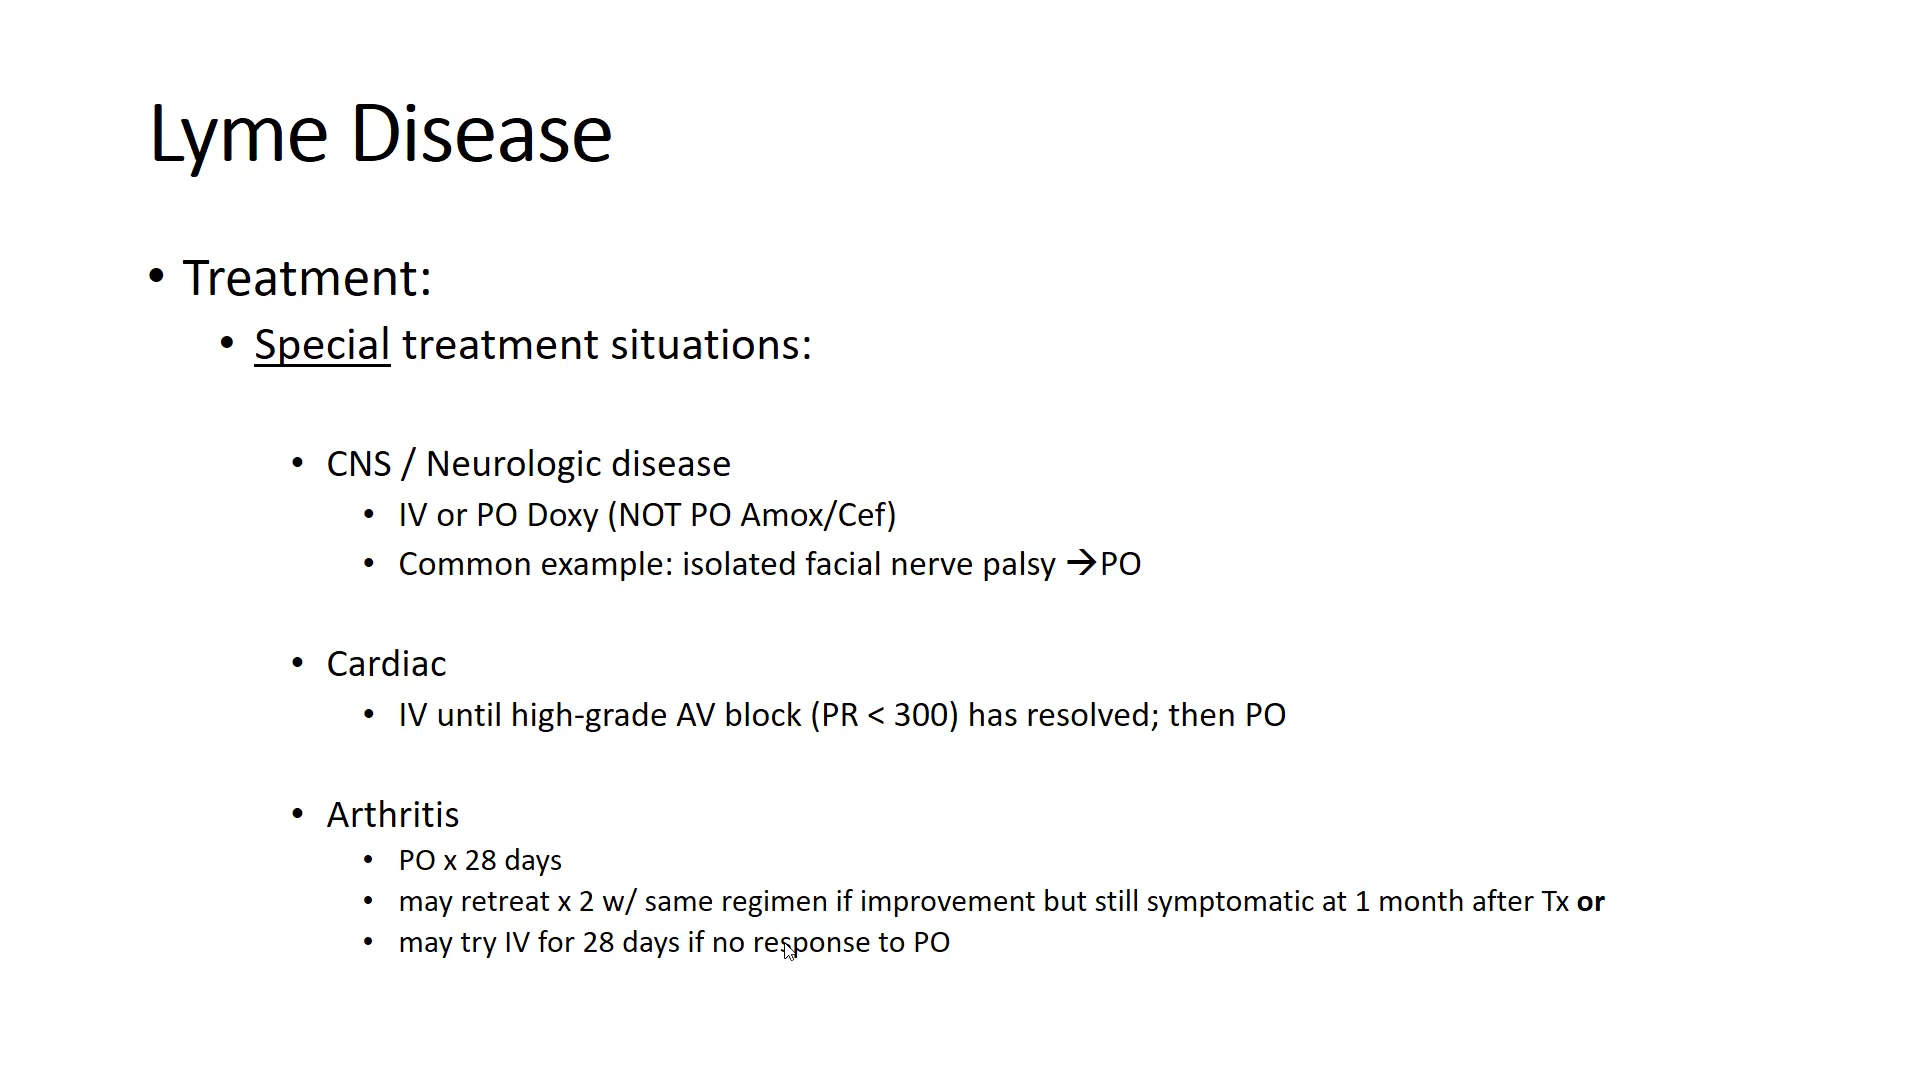 Lyme Disease
• Treatment:
• Special treatment situations:
• CNS / Neurologic disease
• IV or PO Doxy (NOT PO Amox/Cef)
• Common example: isolated facial nerve palsy →PO
• Cardiac
• IV until high-grade AV block (PR < 300) has resolved; then PO
• Arthritis
• PO x 28 days
• may retreat x 2 w/ same regimen if improvement but still symptomatic at 1 month after Tx or
• may try IV for 28 days if no response to PO